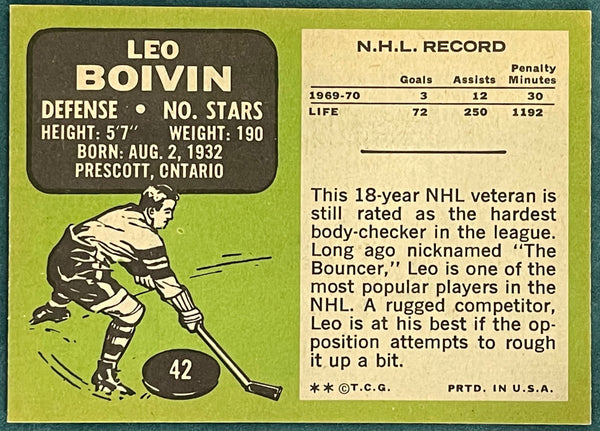 LEO
BOIVIN
DEFENSE • NO. STARS
HEIGHT: 5'7" WEIGHT: 190
BORN: AUG. 2, 1932
PRESCOTT, ONTARIO
42
N.H.L. RECORD
Goals Assists Penalty Minutes
1969-70 3 12 30
LIFE 72 250 1192
This 18-year NHL veteran is
still rated as the hardest
body-checker in the league.
Long ago nicknamed "The
Bouncer," Leo is one of the
most popular players in the
NHL. A rugged competitor,
Leo is at his best if the op-
position attempts to rough
it up a bit.
** ©T.C.G. PRTD. IN U.S.A.